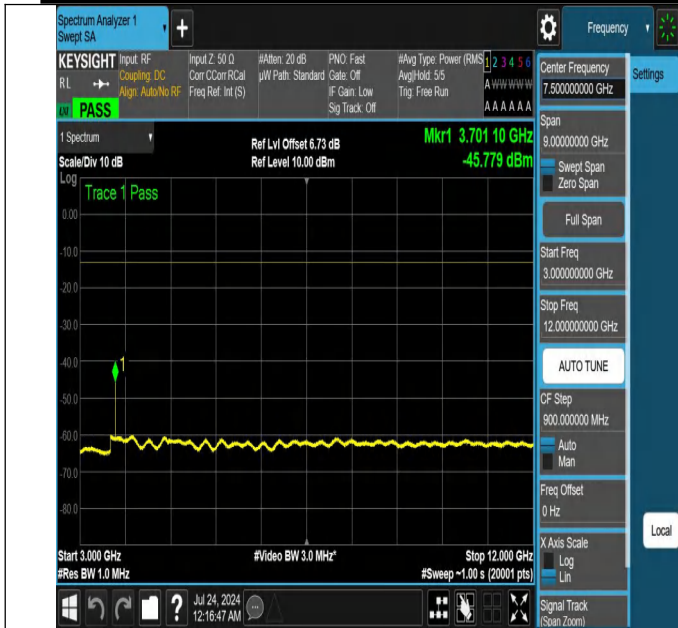 Spectrum Analyzer 1
Swept SA
Frequency
KEYSIGHT
RL
LXI
PASS
Input: RF
Coupling: DC
Align: Auto/No RF
Input Z: 50 Ω
Corr CCorr RCal
Freq Ref: Int (S)
#Atten: 20 dB
µW Path: Standard
PNO: Fast
Gate: Off
IF Gain: Low
Sig Track: Off
#Avg Type: Power (RMS
Avg|Hold: 5/5
Trig: Free Run
1 2 3 4 5 6
A W W W W W
A A A A A A
Center Frequency
7.500000000 GHz
Settings
Span
9.00000000 GHz
Swept Span
Zero Span
Full Span
Start Freq
3.000000000 GHz
Stop Freq
12.000000000 GHz
AUTO TUNE
CF Step
900.000000 MHz
Auto
Man
Freq Offset
0 Hz
X Axis Scale
Log
Lin
Signal Track
(Span Zoom)
Local
1 Spectrum
Scale/Div 10 dB
Ref Lvl Offset 6.73 dB
Ref Level 10.00 dBm
Mkr1 3.701 10 GHz
-45.779 dBm
Log
Trace 1 Pass
0.00
-10.0
-20.0
-30.0
-40.0
1
-50.0
-60.0
-70.0
-80.0
Start 3.000 GHz
#Res BW 1.0 MHz
#Video BW 3.0 MHz*
Stop 12.000 GHz
#Sweep ~1.00 s (20001 pts)
?
Jul 24, 2024
12:16:47 AM